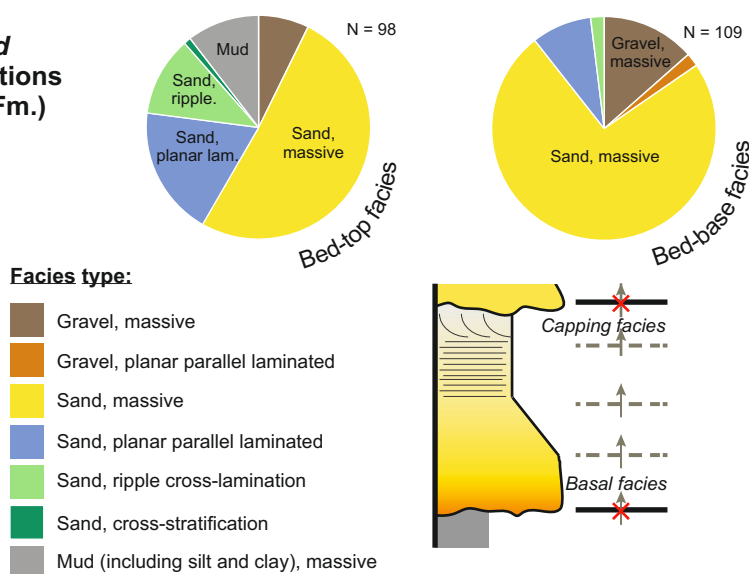 d
tions
Fm.)
N = 98
Mud
Sand,
ripple.
Sand,
planar lam.
Sand,
massive
Bed-top facies
N = 109
Gravel,
massive
Sand, massive
Bed-base facies
Facies type:
Gravel, massive
Gravel, planar parallel laminated
Sand, massive
Sand, planar parallel laminated
Sand, ripple cross-lamination
Sand, cross-stratification
Mud (including silt and clay), massive
Capping facies
Basal facies